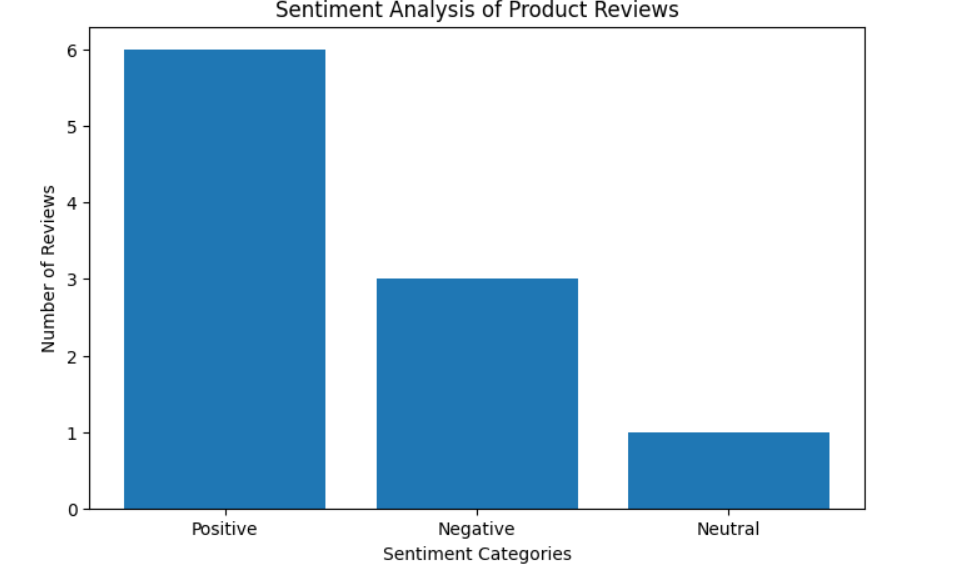 Sentiment Analysis of Product Reviews
6
5
4
3
2
1
0
Number of Reviews
Positive Negative Neutral
Sentiment Categories